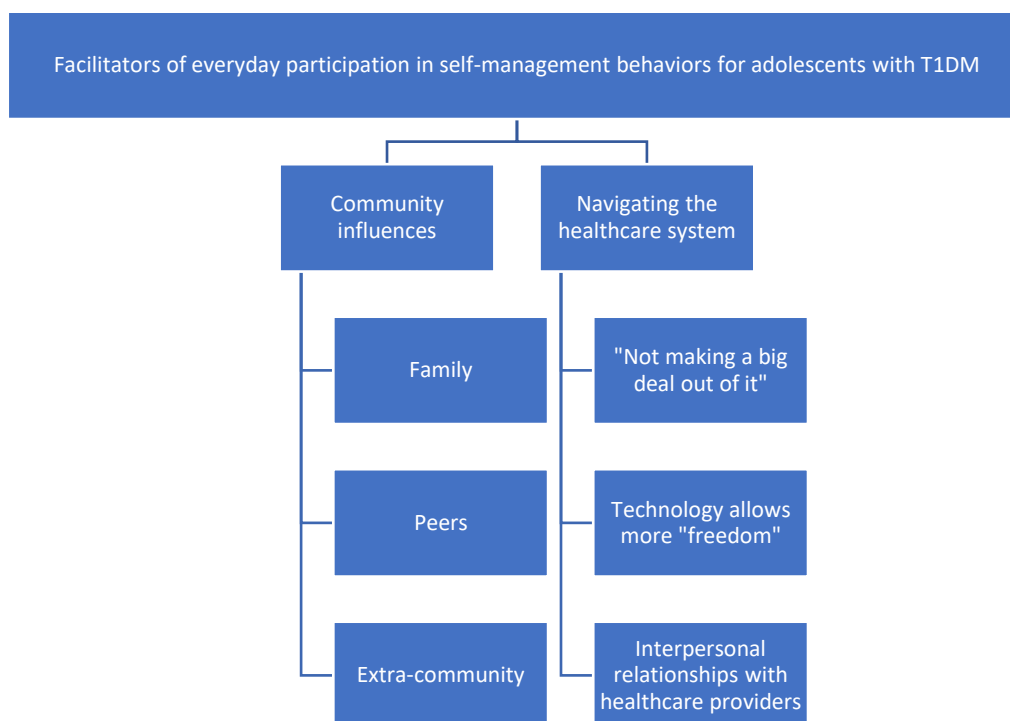 Facilitators of everyday participation in self-management behaviors for adolescents with T1DM
Community
influences
Navigating the
healthcare system
Family
"Not making a big
deal out of it"
Peers
Technology allows
more "freedom"
Extra-community
Interpersonal
relationships with
healthcare providers